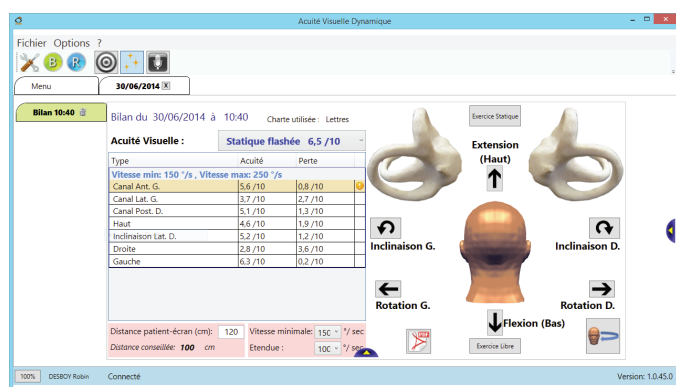 Acuité Visuelle Dynamique
Fichier Options ?
B R
Menu 30/06/2014 X
Bilan 10:40
Bilan du 30/06/2014 à 10:40 Charte utilisée : Lettres
Acuité Visuelle : Statique flashée 6,5 /10
Type Acuité Perte
Vitesse min: 150 °/s , Vitesse max: 250 °/s
Canal Ant. G. 5,6 /10 0,8 /10
Canal Lat. G. 3,7 /10 2,7 /10
Canal Post. D. 5,1 /10 1,3 /10
Haut 4,6 /10 1,9 /10
Inclinaison Lat. D. 5,2 /10 1,2 /10
Droite 2,8 /10 3,6 /10
Gauche 6,3 /10 0,2 /10
Distance patient-écran (cm): 120 Vitesse minimale: 150 °/ sec
Distance conseillée: 100 cm Etendue : 100 °/ sec
Exercice Statique
Extension
(Haut)
Inclinaison G. Inclinaison D.
Rotation G. Rotation D.
Flexion (Bas)
PDF
Exercice Libre
100% DESBOY Robin Connecté Version: 1.0.45.0